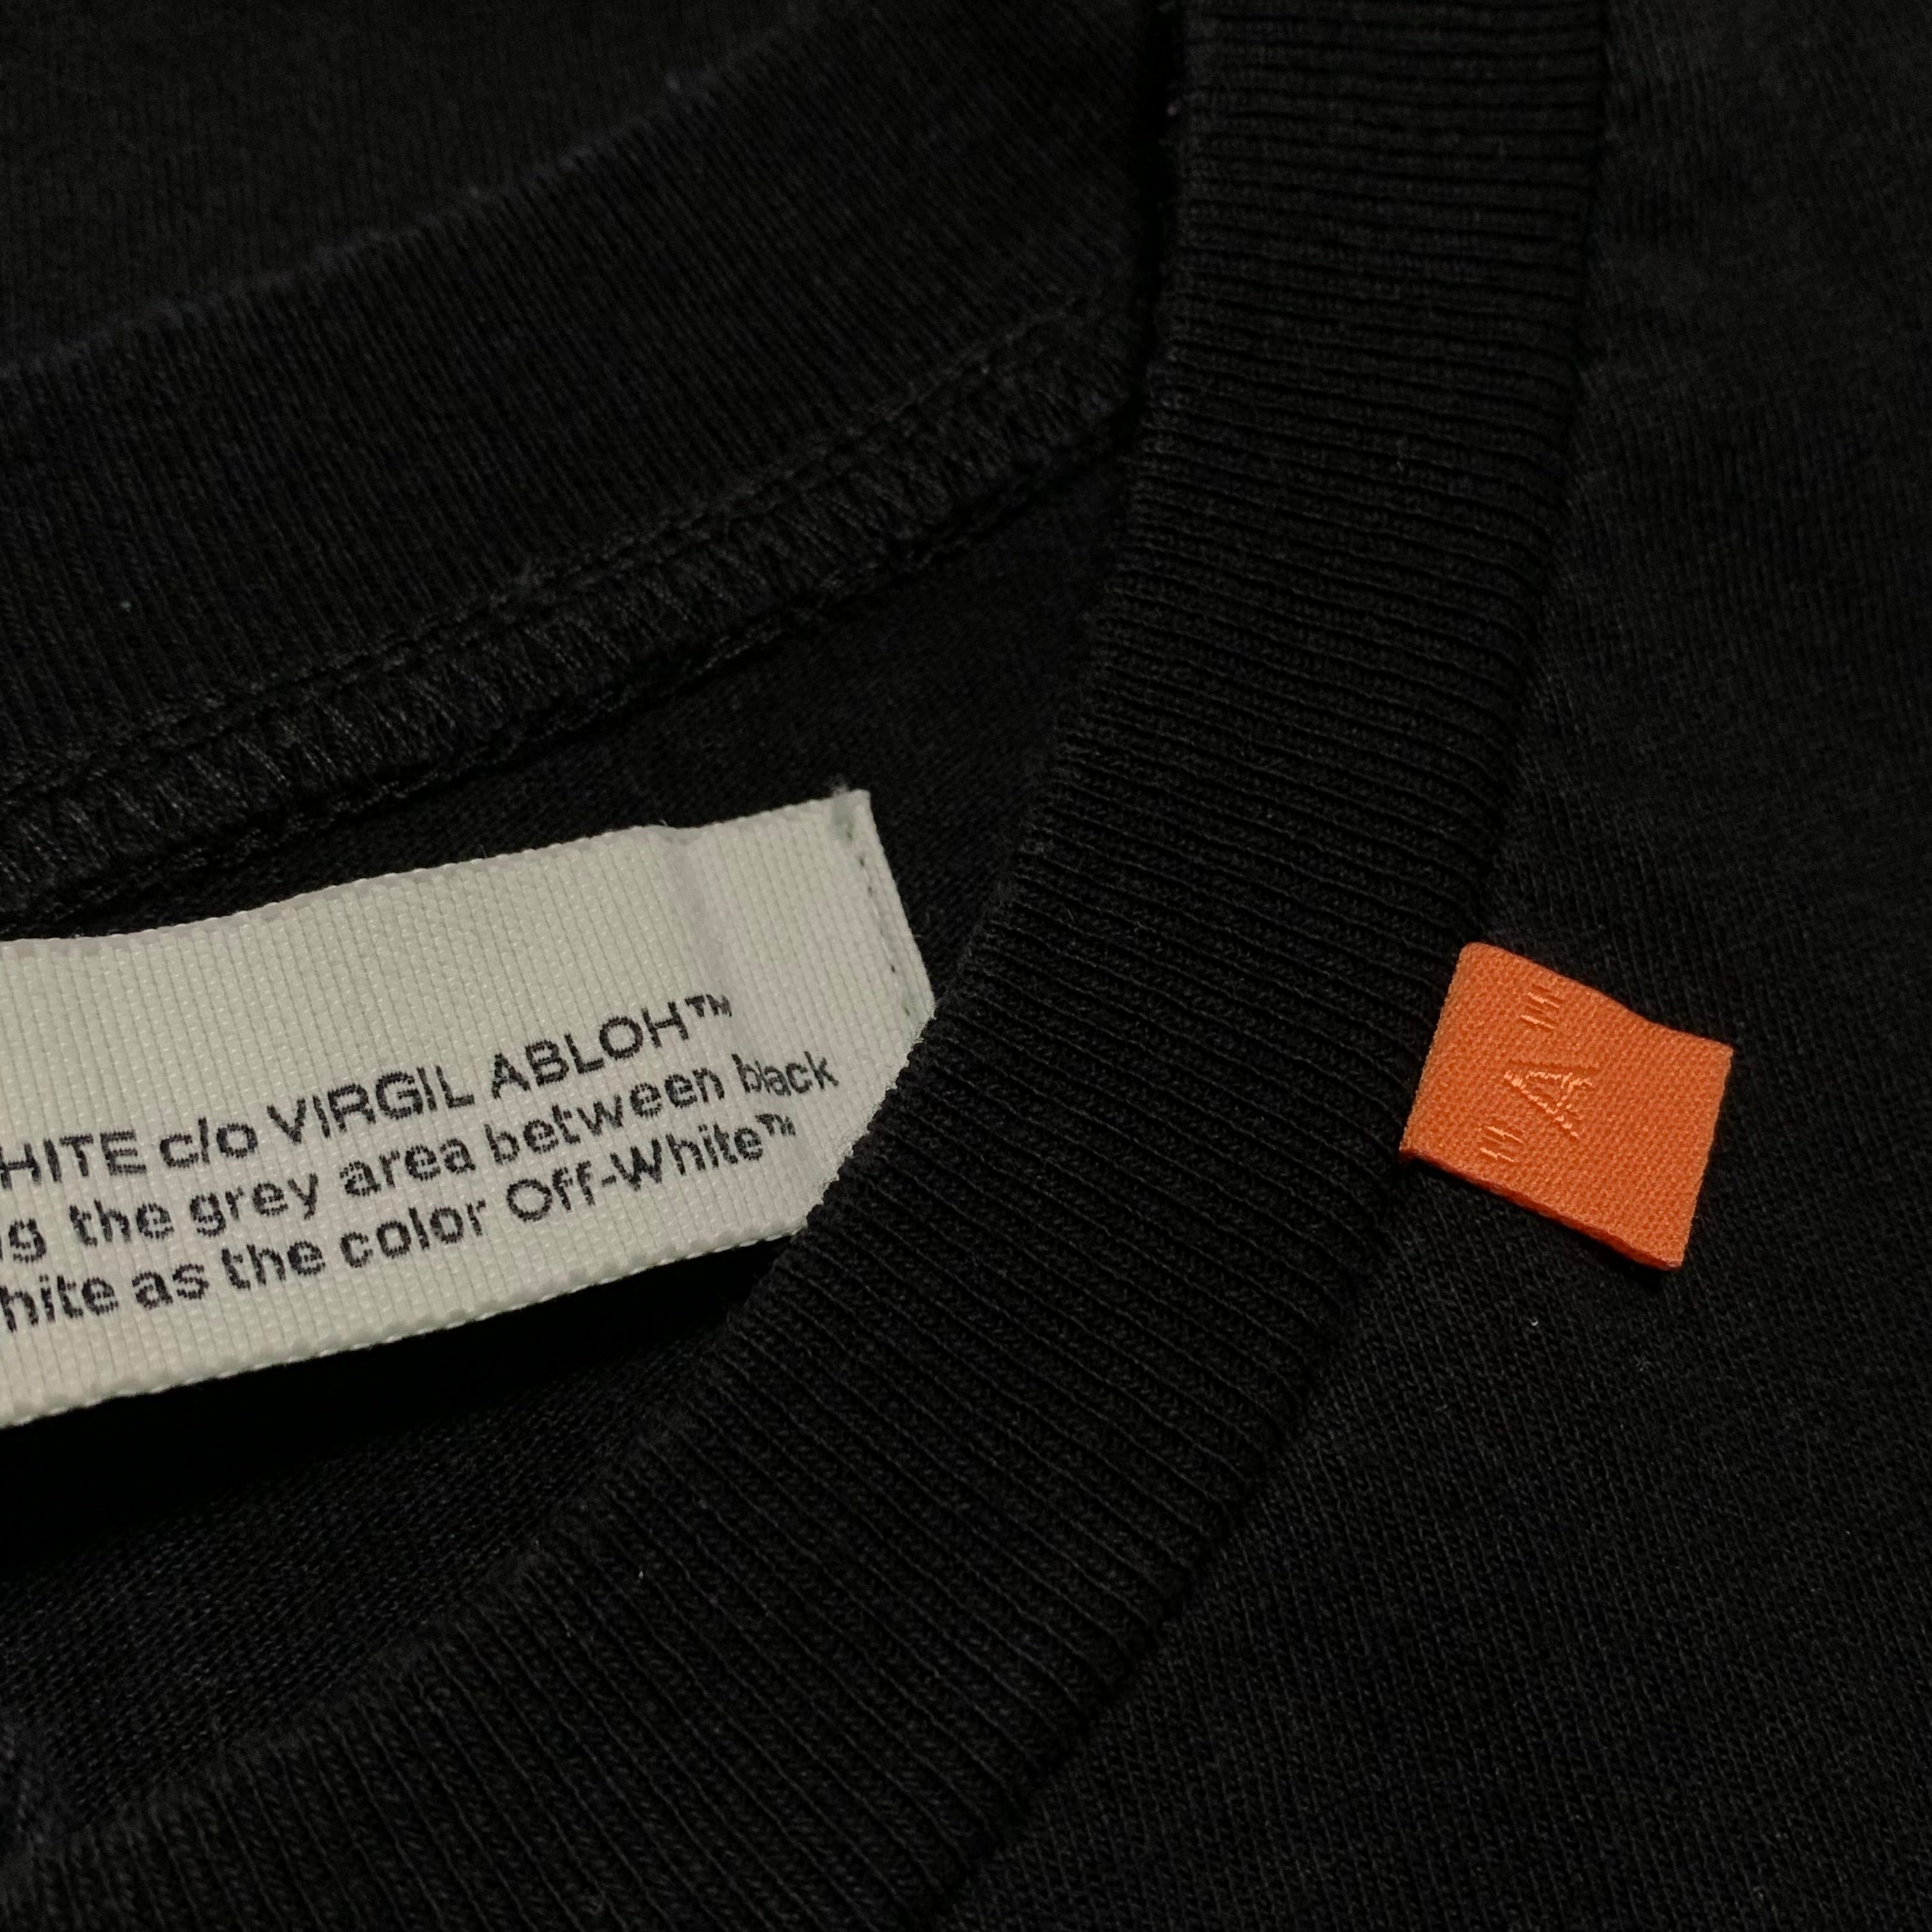 HITE c/o VIRGIL ABLOH™
the grey area between black
hite as the color Off-White™
"A"